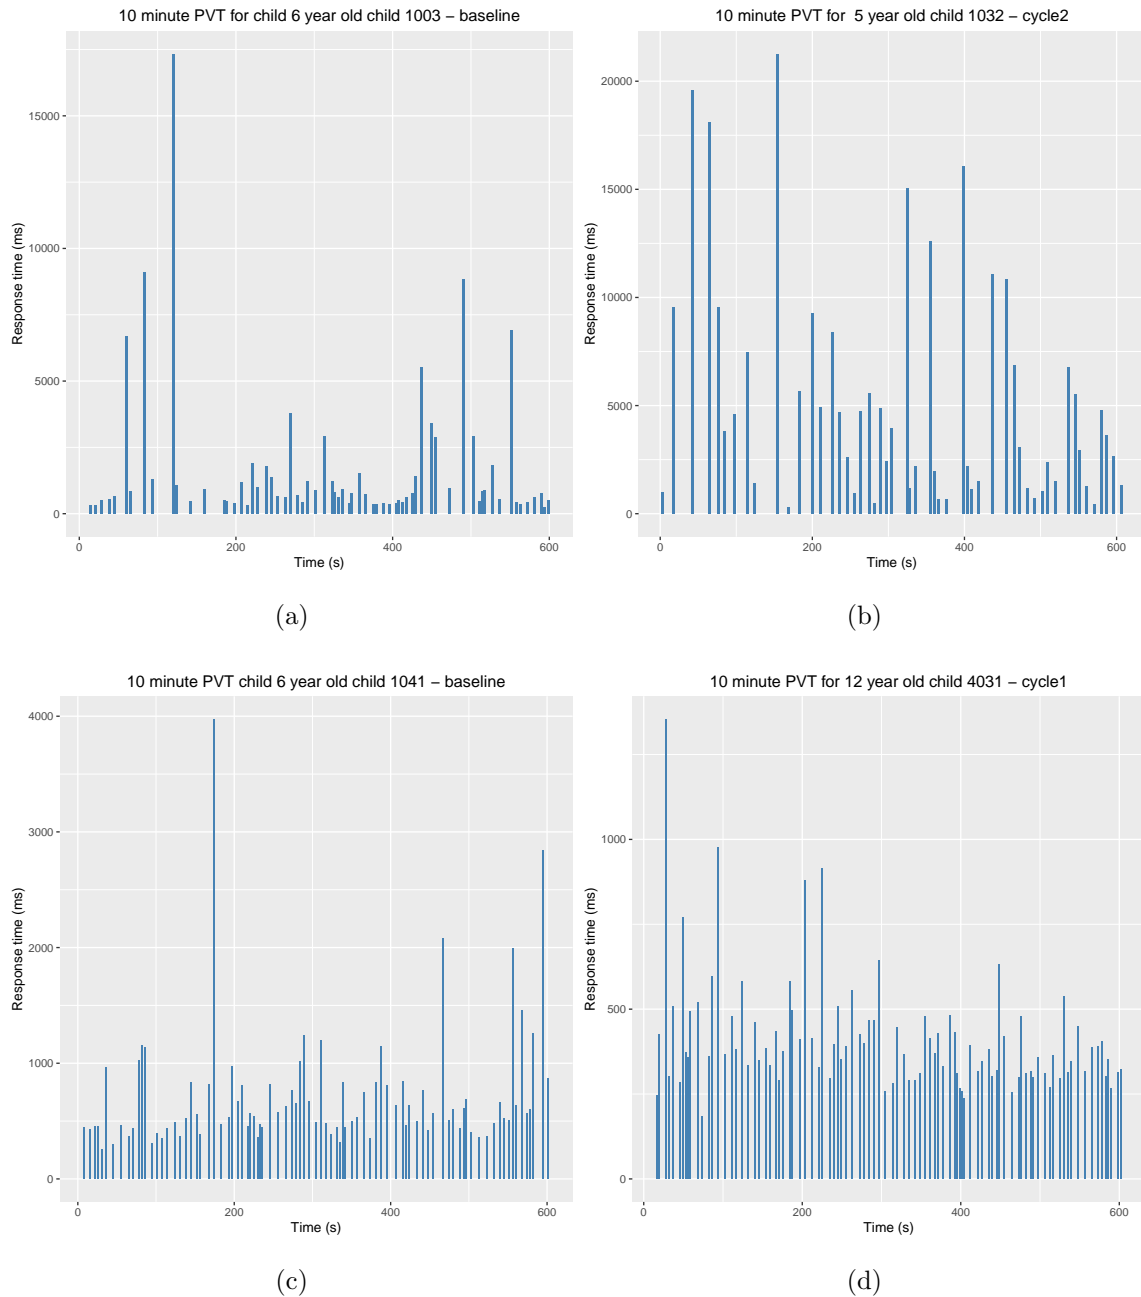 10 minute PVT for child 6 year old child 1003 – baseline
15000
10000
5000
0
Response time (ms)
0 200 400 600
Time (s)
(a)
10 minute PVT for  5 year old child 1032 – cycle2
20000
15000
10000
5000
0
Response time (ms)
0 200 400 600
Time (s)
(b)
10 minute PVT child 6 year old child 1041 – baseline
4000
3000
2000
1000
0
Response time (ms)
0 200 400 600
Time (s)
(c)
10 minute PVT for 12 year old child 4031 – cycle1
1000
500
0
Response time (ms)
0 200 400 600
Time (s)
(d)